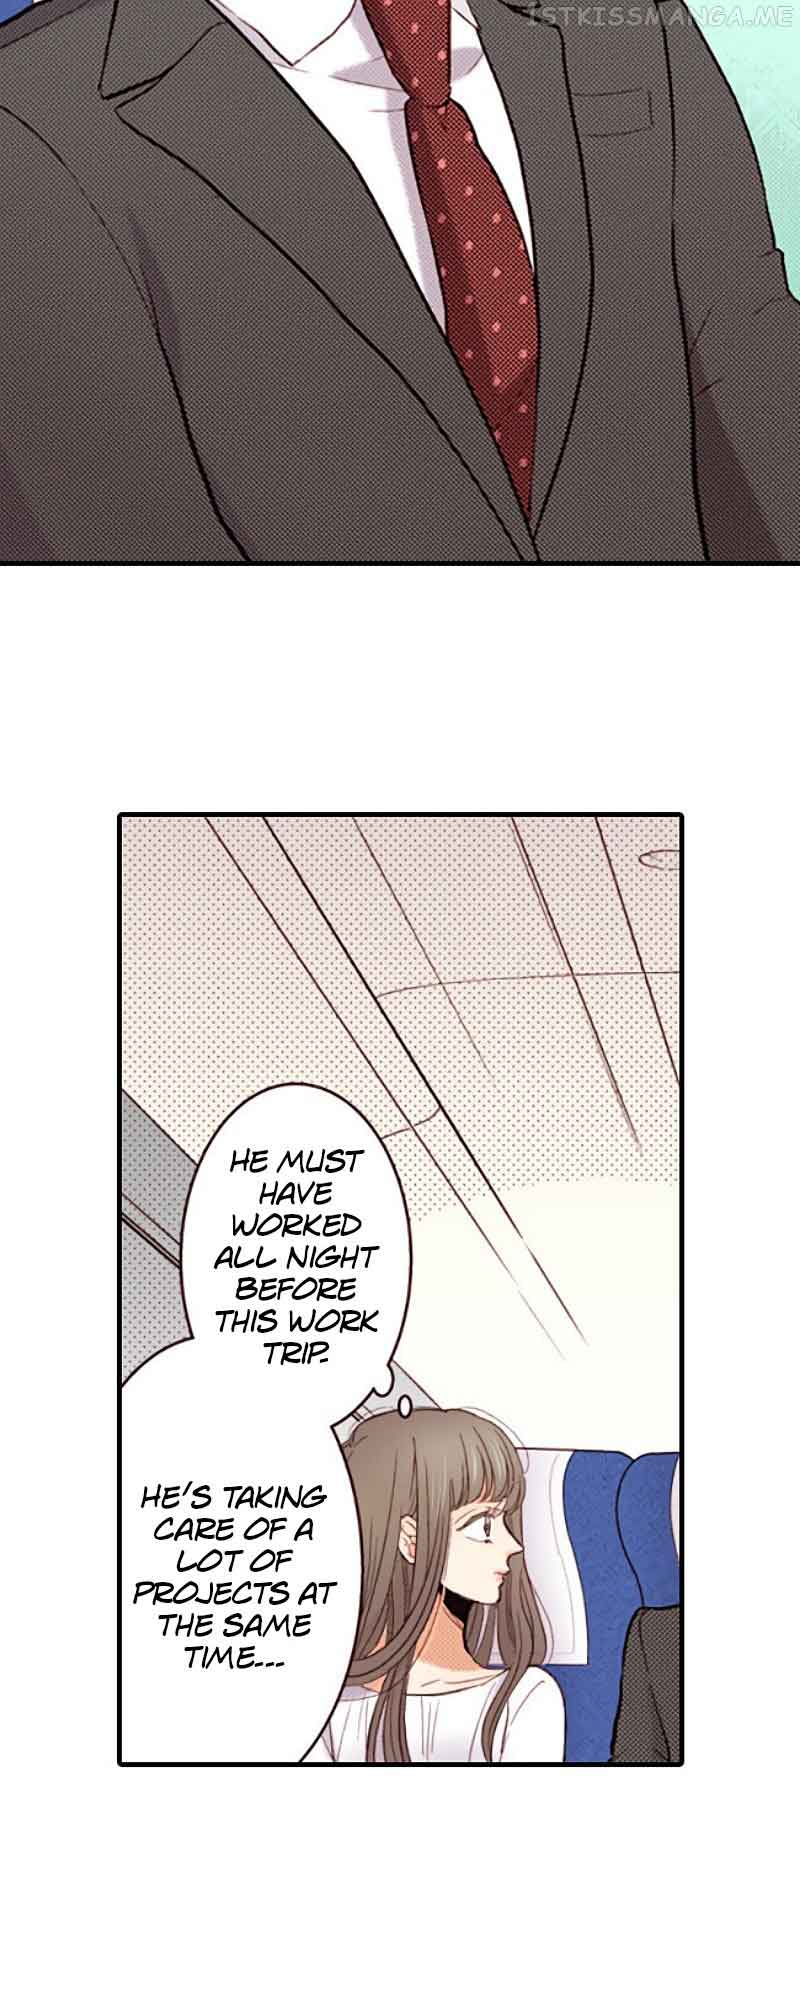 1STKISSMANGA.ME
HE MUST
HAVE
WORKED
ALL NIGHT
BEFORE
THIS WORK
TRIP.
HE'S TAKING
CARE OF A
LOT OF
PROJECTS AT
THE SAME
TIME...